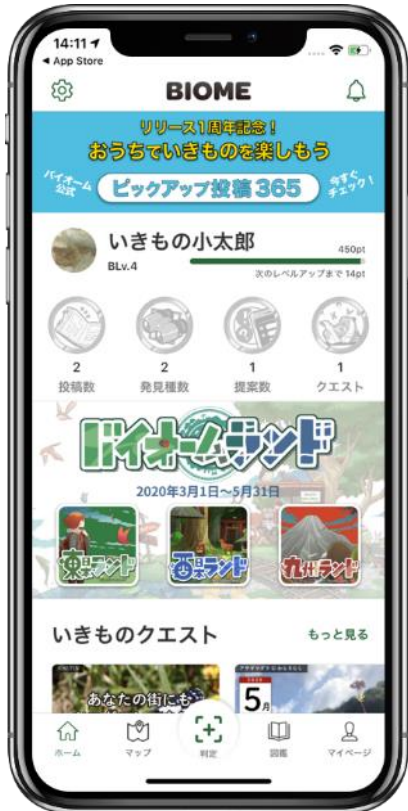 14:11
App Store
BIOME
リリース1周年記念！
おうちでいきものを楽しもう
バイオーム公式
ピックアップ投稿365
今すぐチェック！
いきもの小太郎
450pt
BLv.4
次のレベルアップまで 14pt
2
2
1
1
投稿数
発見種数
提案数
クエスト
バイオームランド
2020年3月1日〜5月31日
東日本ランド
西日本ランド
九州ランド
いきものクエスト
もっと見る
あなたの街にも
5月
ホーム
マップ
判定
図鑑
マイページ